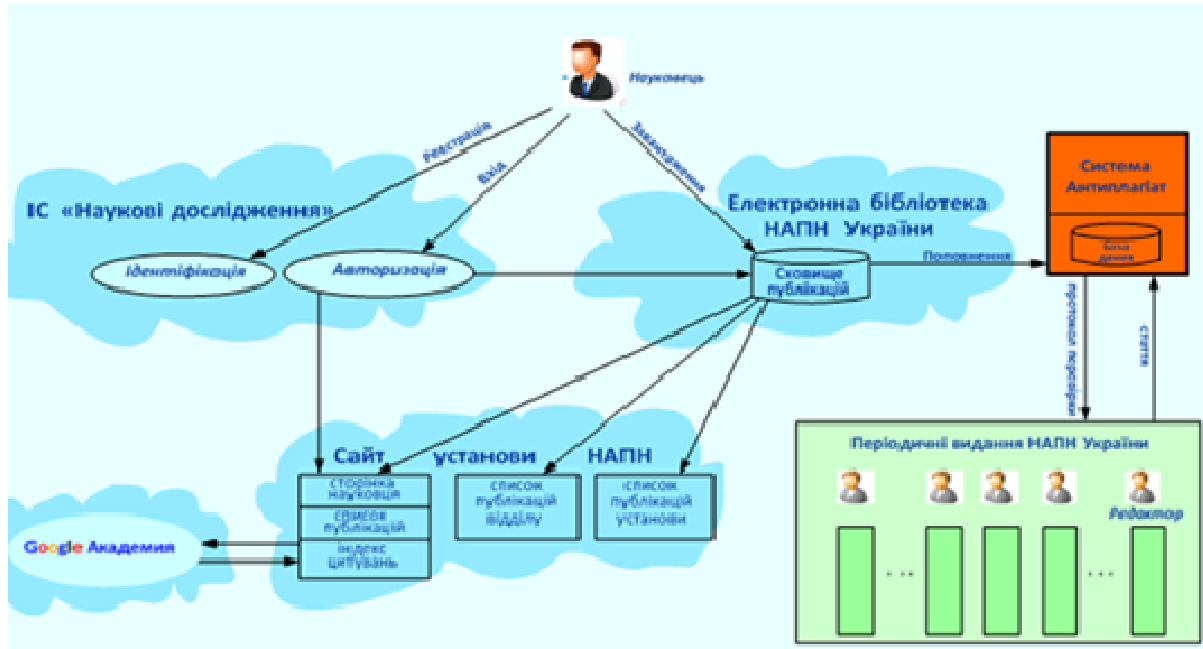 Науковець
Реєстрація
Вхід
Завантаження
ІС «Наукові дослідження»
Ідентифікація
Авторизація
Електронна бібліотека
НАПН України
Сховище
публікацій
Поповнення
Система
Антиплагіат
База
даних
протокол перевірки
стаття
Сайт установи НАПН
сторінка
науковця
список
публікацій
індекс
цитувань
список
публікацій
відділу
список
публікацій
установи
Google Академия
Періодичні видання НАПН України
Редактор
... ...